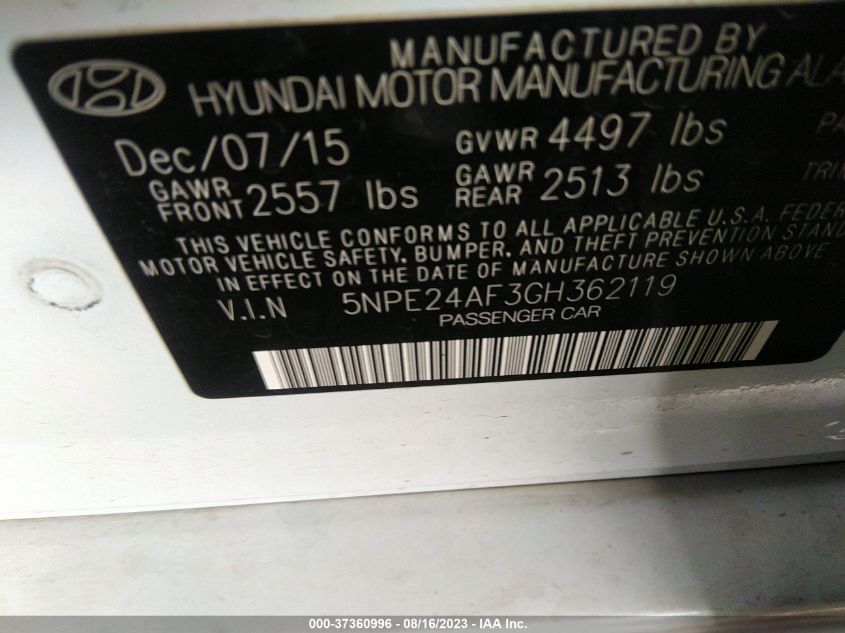 MANUFACTURED BY
HYUNDAI MOTOR MANUFACTURING
Dec/07/15 GVWR 4497 lbs
GAWR FRONT 2557 lbs GAWR REAR 2513 lbs
THIS VEHICLE CONFORMS TO ALL APPLICABLE U.S.A. FEDER
MOTOR VEHICLE SAFETY, BUMPER, AND THEFT PREVENTION STAND
IN EFFECT ON THE DATE OF MANUFACTURE SHOWN ABOVE
V.I.N 5NPE24AF3GH362119
PASSENGER CAR
000-37360996 - 08/16/2023 - IAA Inc.